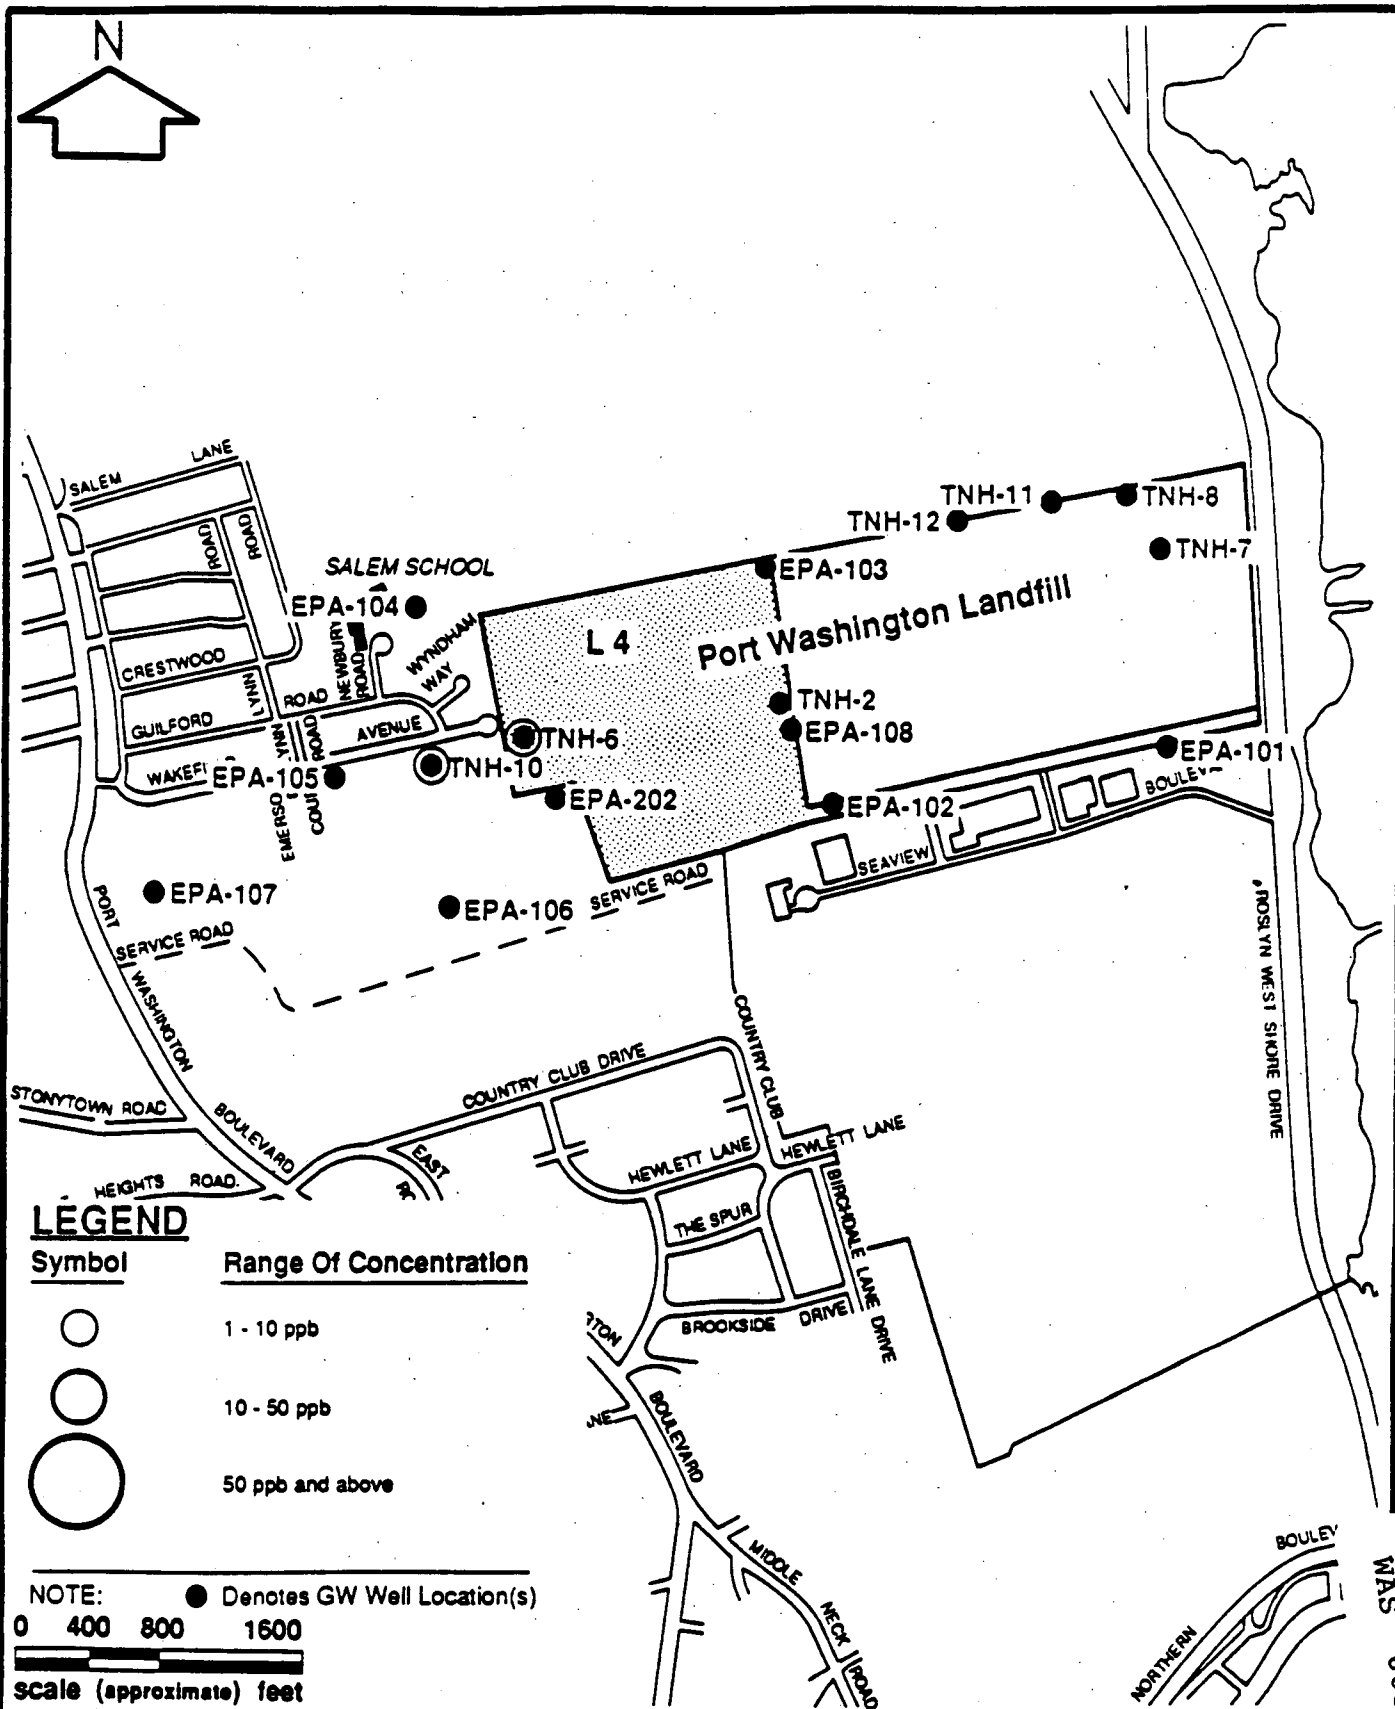 N
SALEM LANE
ROAD
ROAD
SALEM SCHOOL
EPA-104
NEWBURY ROAD
WYNDHAM WAY
CRESTWOOD
LYNN
ROAD
GUILFORD
AVENUE
EPA-105
TNH-10
TNH-6
EPA-202
L 4
Port Washington Landfill
TNH-11
TNH-12
TNH-8
TNH-7
EPA-103
TNH-2
EPA-108
EPA-102
EPA-101
SEAVIEW
SERVICE ROAD
EPA-107
EPA-106
SERVICE ROAD
PORT WASHINGTON BOULEVARD
ROSLYN WEST SHORE DRIVE
STONYTOWN ROAD
HEIGHTS ROAD
COUNTRY CLUB DRIVE
COUNTRY CLUB
EAST
HEWLETT LANE
HEWLETT LANE
THE SPUR
BIRCHDALE LANE DRIVE
BROOKSIDE DRIVE
BOULEVARD
MIDDLE NECK ROAD
NORTHERN
LEGEND
Symbol Range Of Concentration
1 - 10 ppb
10 - 50 ppb
50 ppb and above
NOTE: Denotes GW Well Location(s)
0 400 800 1600
scale (approximate) feet